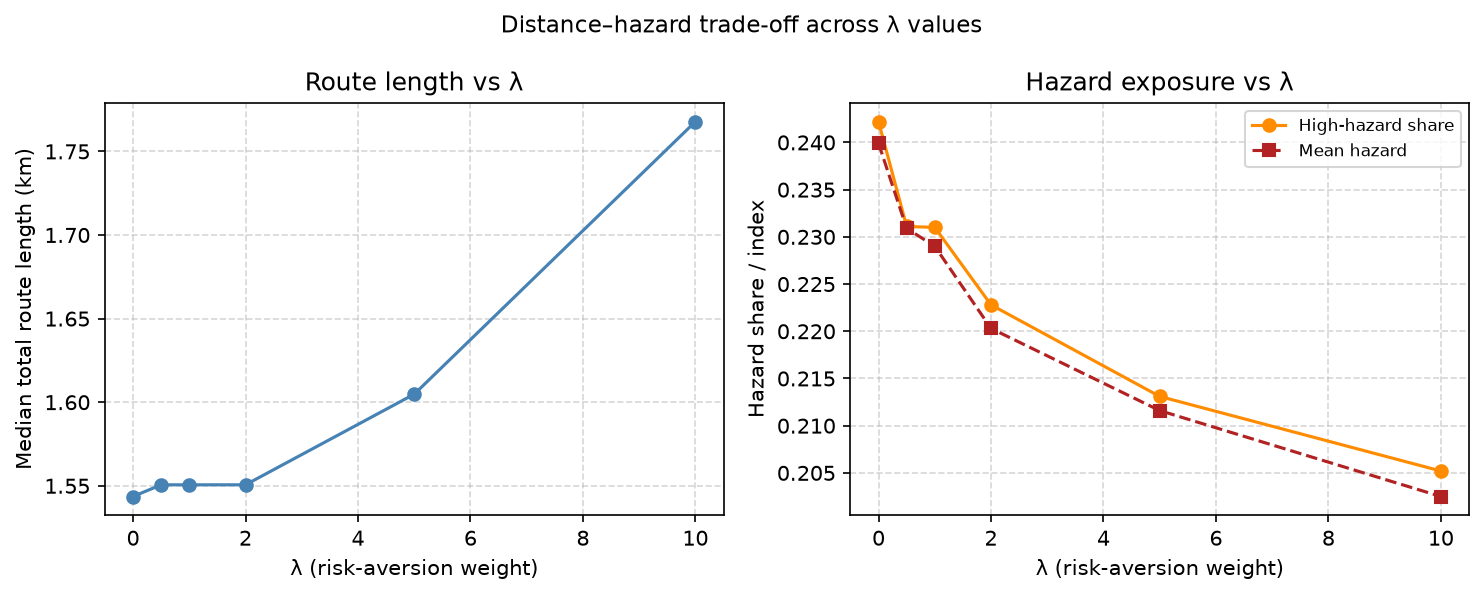 Distance–hazard trade-off across λ values
Route length vs λ
Median total route length (km)
1.75
1.70
1.65
1.60
1.55
0 2 4 6 8 10
λ (risk-aversion weight)
Hazard exposure vs λ
High-hazard share
Mean hazard
Hazard share / index
0.240
0.235
0.230
0.225
0.220
0.215
0.210
0.205
0 2 4 6 8 10
λ (risk-aversion weight)